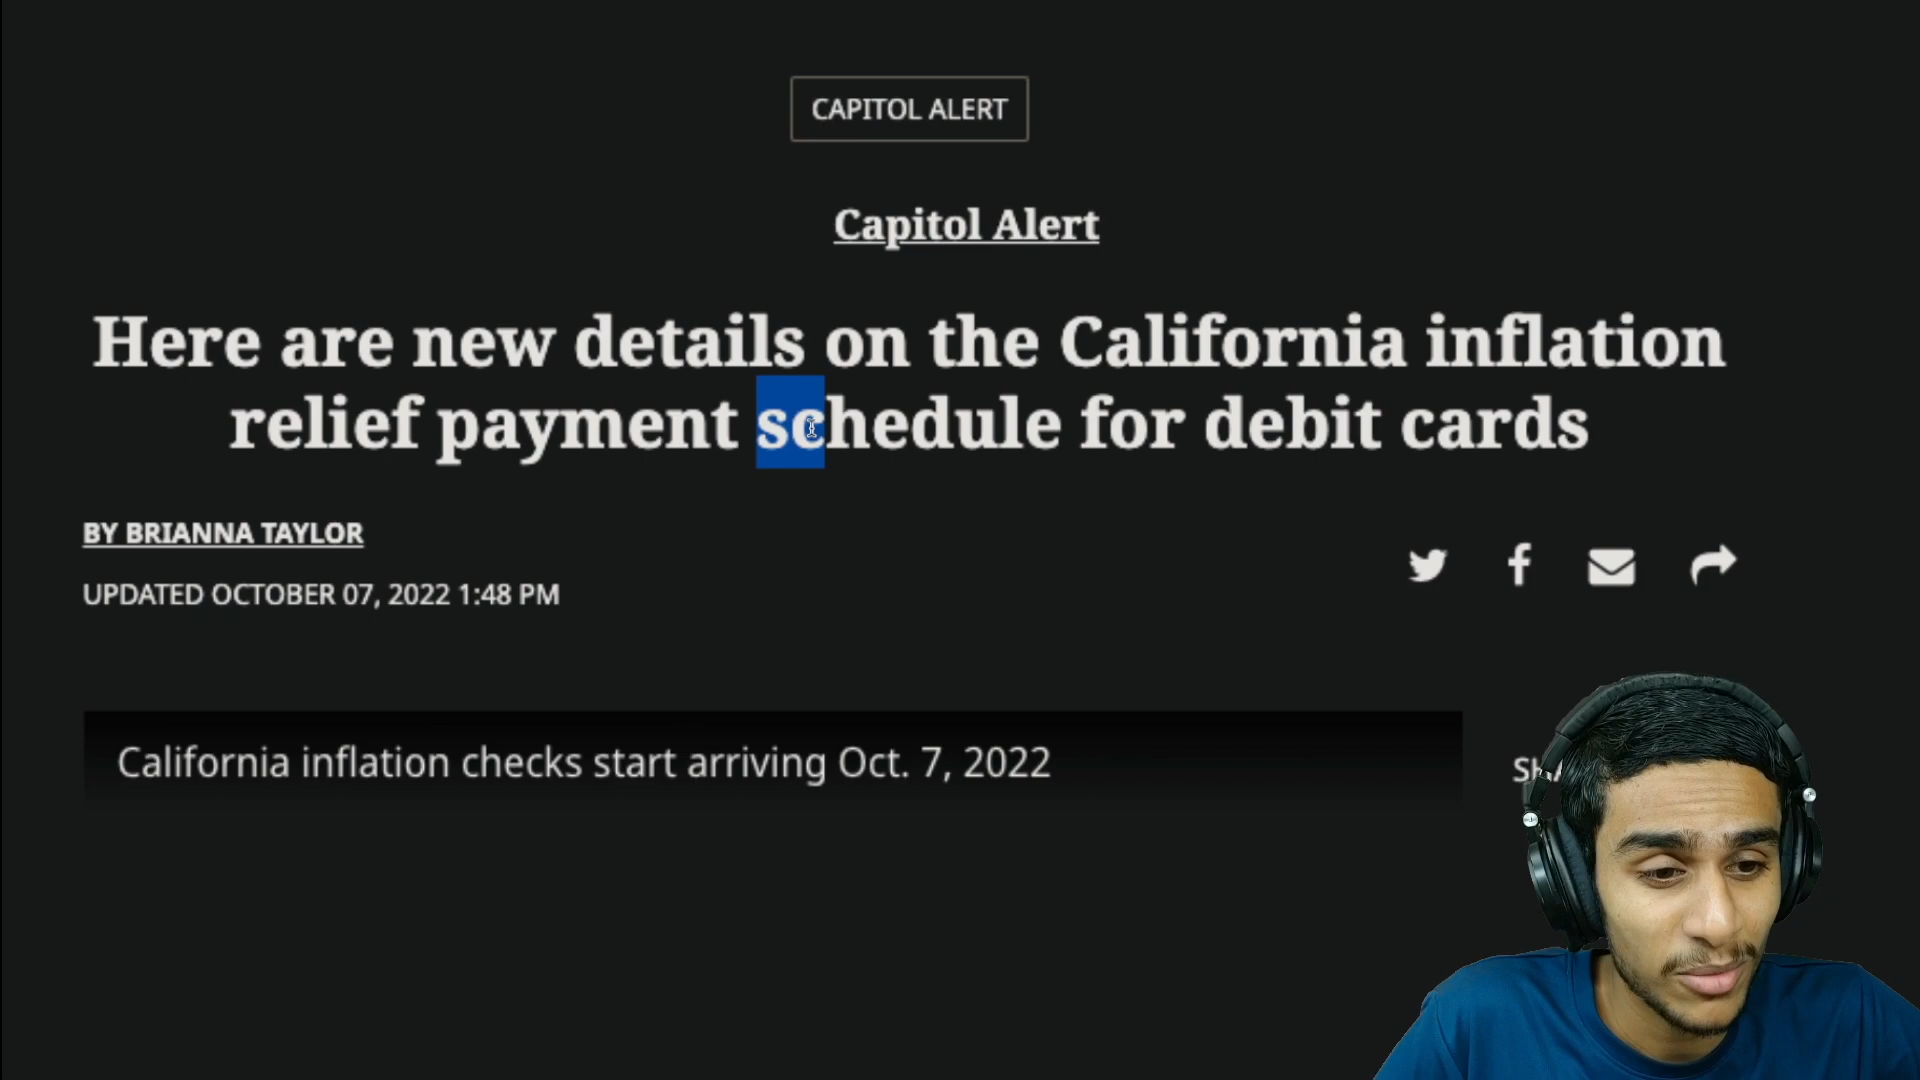 CAPITOL ALERT
Capitol Alert
Here are new details on the California inflation
relief payment schedule for debit cards
BY BRIANNA TAYLOR
UPDATED OCTOBER 07, 2022 1:48 PM
California inflation checks start arriving Oct. 7, 2022